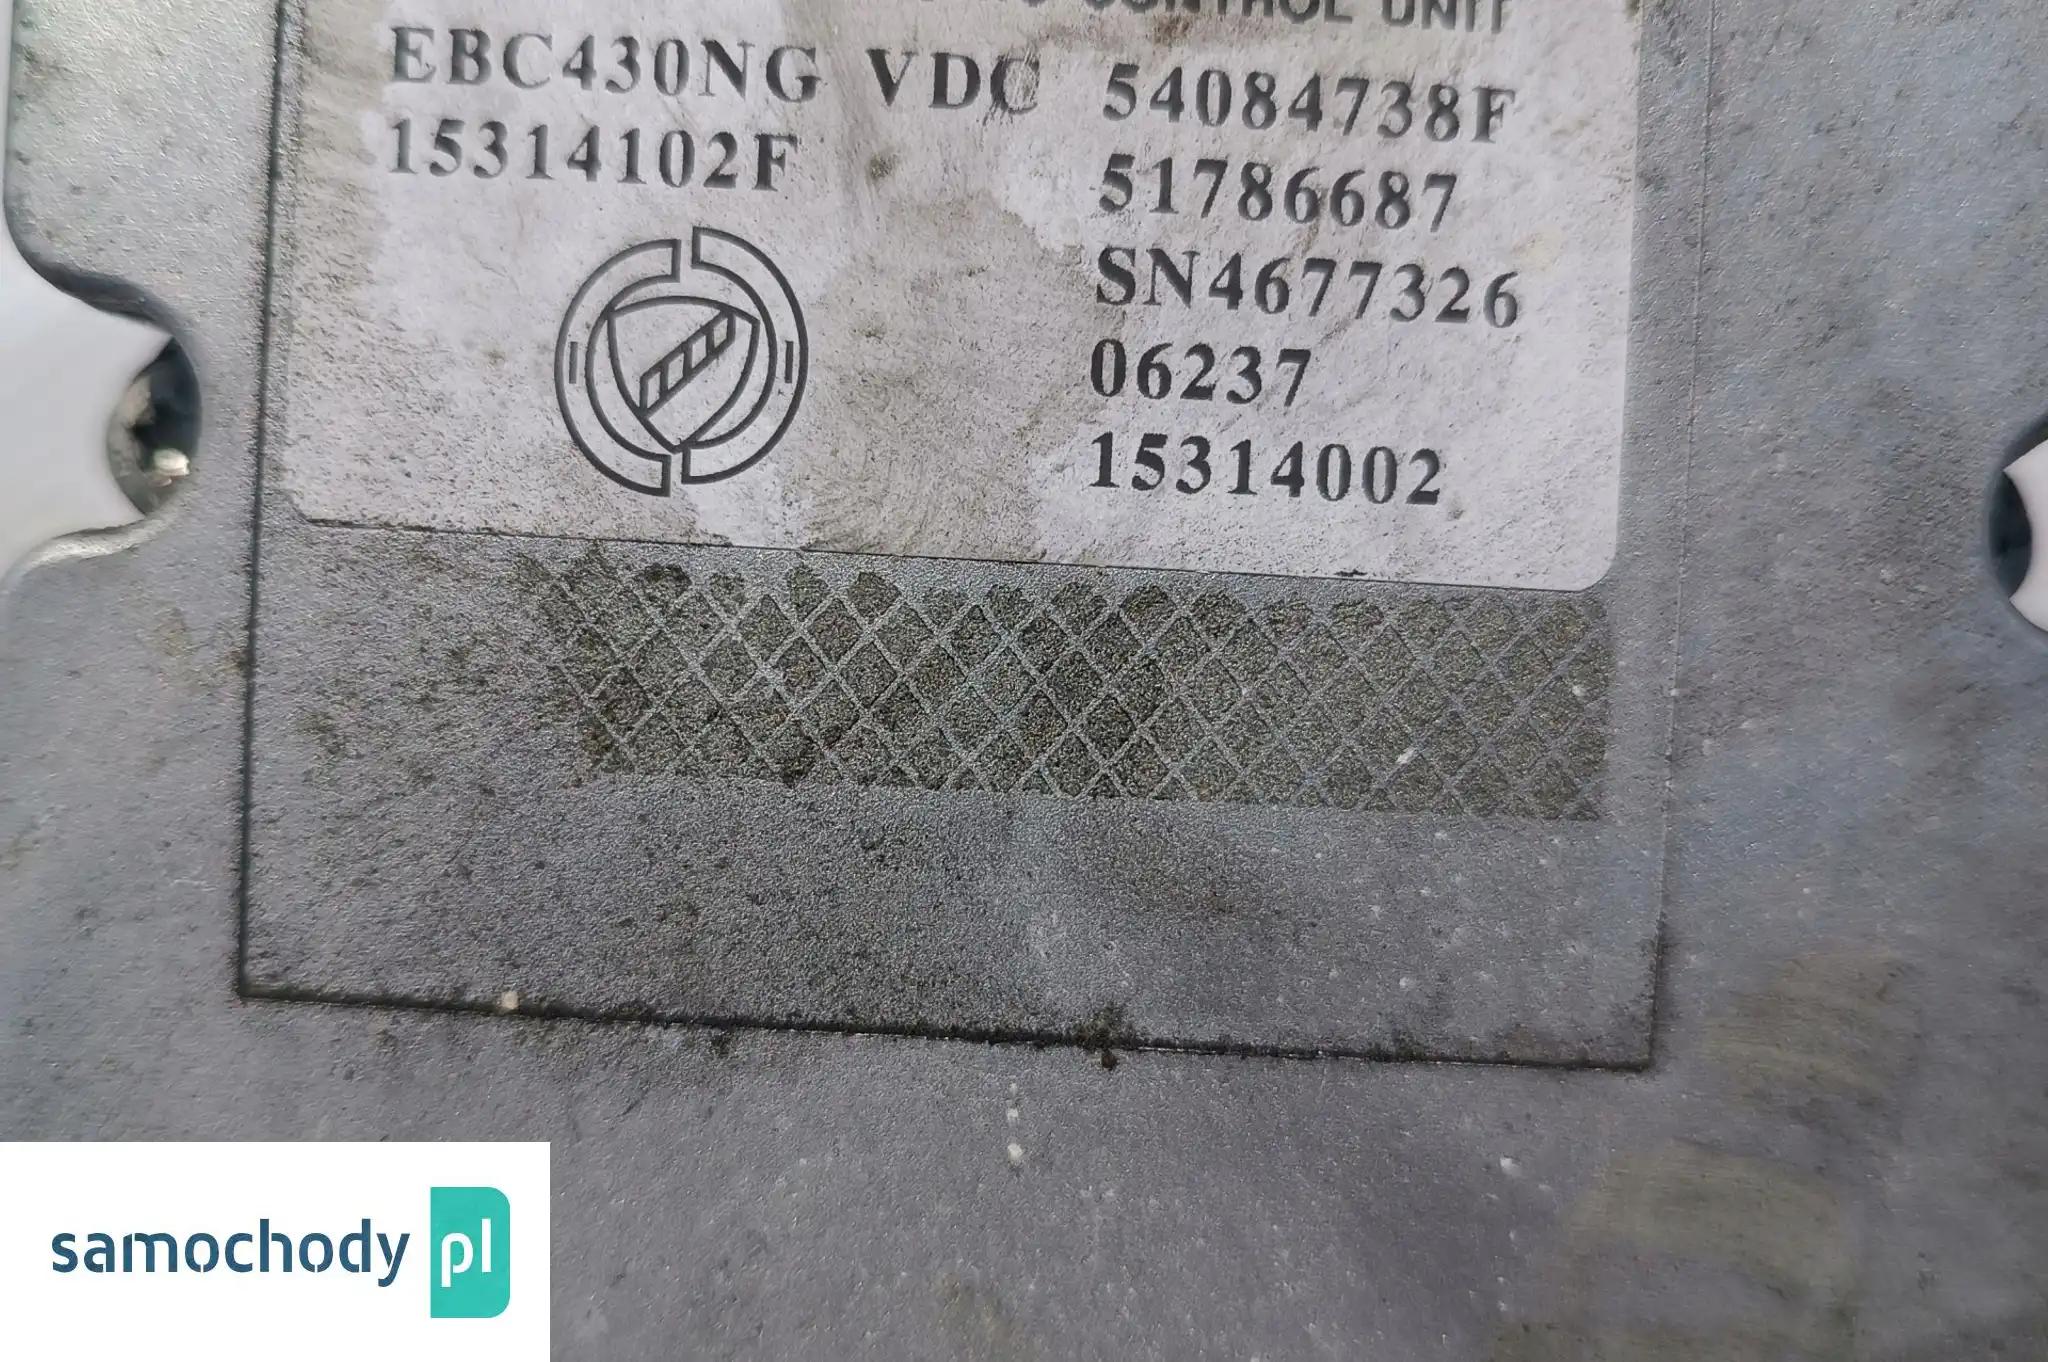 CONTROL UNIT
EBC430NG VDC 54084738F
15314102F
51786687
SN4677326
06237
15314002
samochody pl